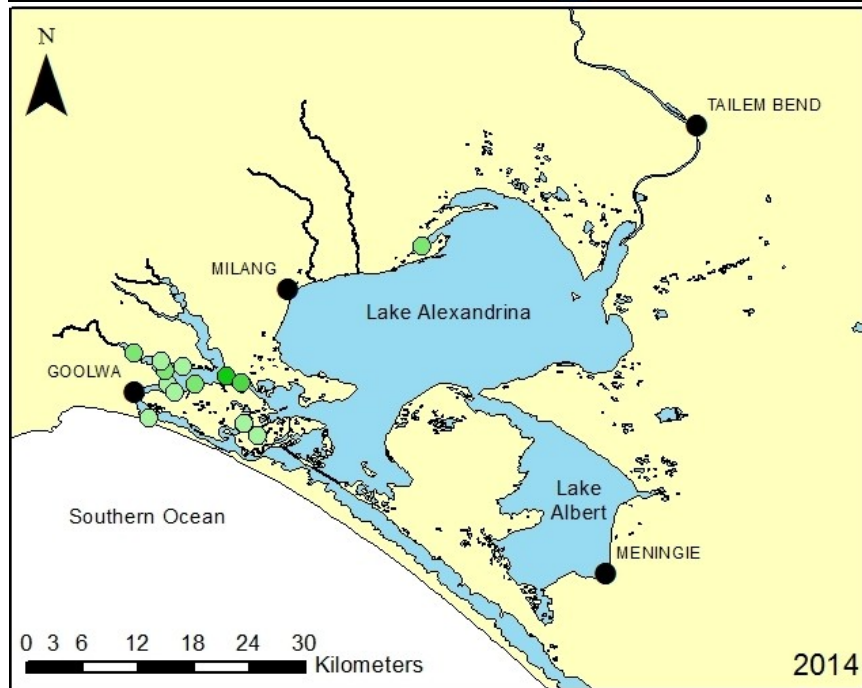 N
TAILEM BEND
MILANG
Lake Alexandrina
GOOLWA
Lake
Albert
Southern Ocean
MENINGIE
0 3 6 12 18 24 30
Kilometers
2014